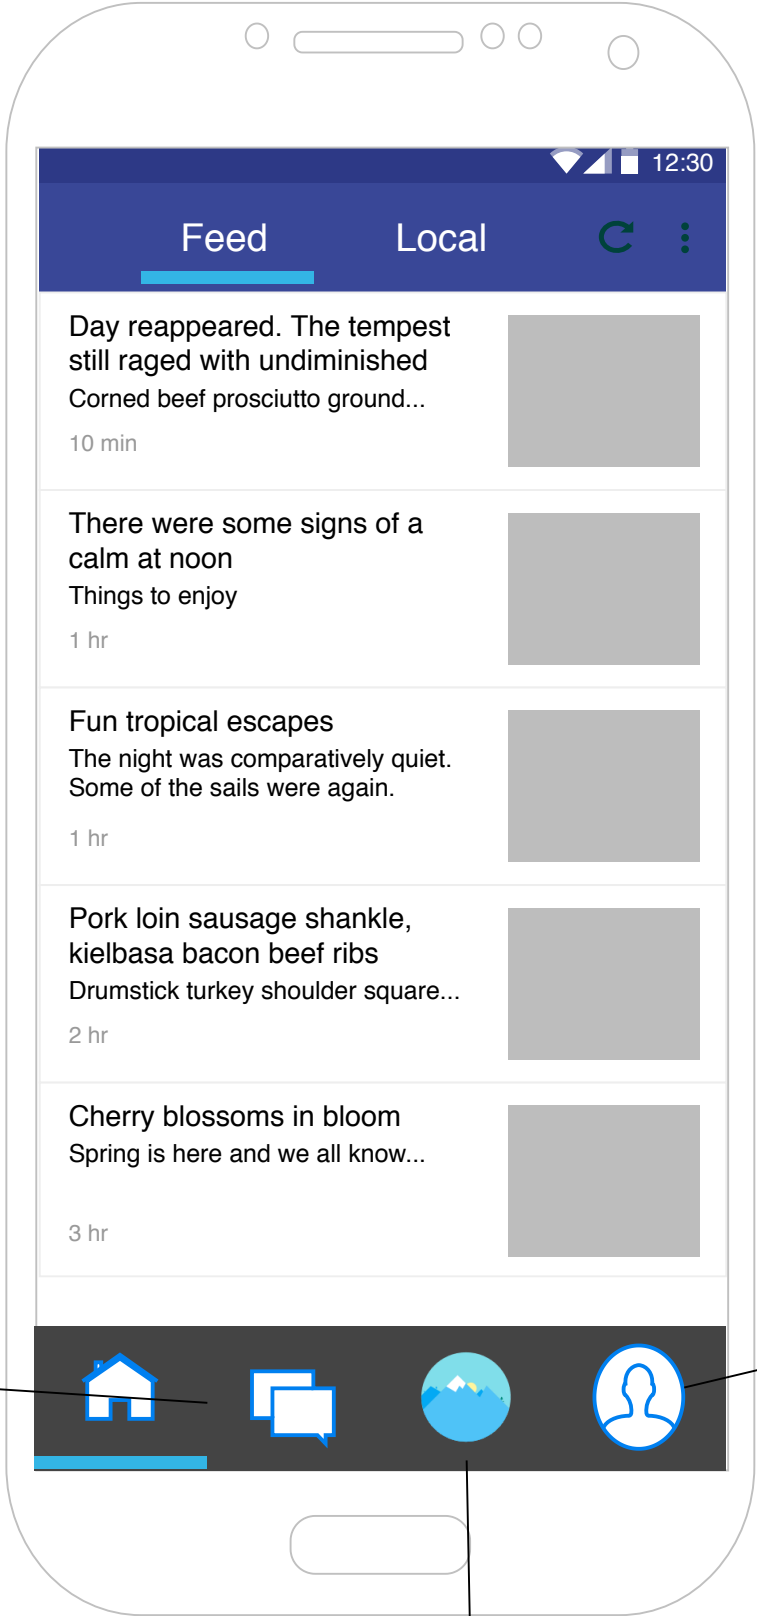 12:30
Feed Local
Day reappeared. The tempest
still raged with undiminished
Corned beef prosciutto ground...
10 min
There were some signs of a
calm at noon
Things to enjoy
1 hr
Fun tropical escapes
The night was comparatively quiet.
Some of the sails were again.
1 hr
Pork loin sausage shankle,
kielbasa bacon beef ribs
Drumstick turkey shoulder square...
2 hr
Cherry blossoms in bloom
Spring is here and we all know...
3 hr